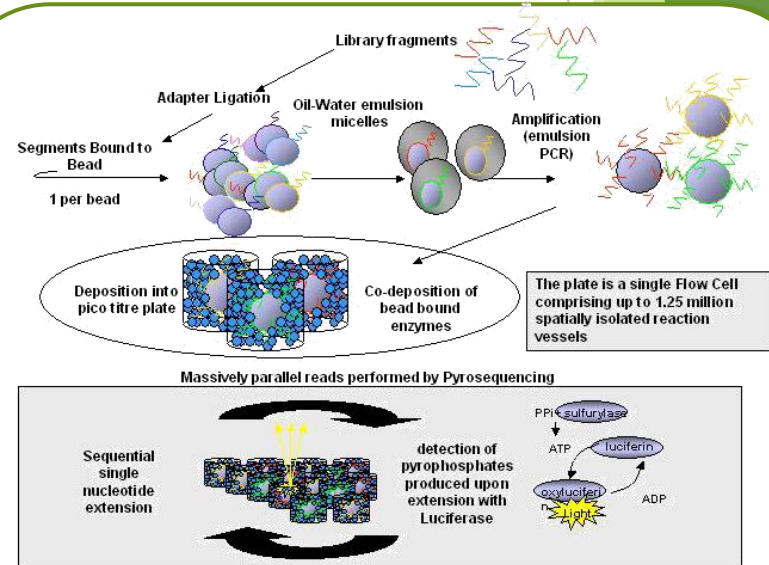 Library fragments
Adapter Ligation
Oil-Water emulsion
micelles
Amplification
(emulsion
PCR)
Segments Bound to
Bead
1 per bead
Deposition into
pico titre plate
Co-deposition of
bead bound
enzymes
The plate is a single Flow Cell
comprising up to 1.25 million
spatially isolated reaction
vessels
Massively parallel reads performed by Pyrosequencing
Sequential
single
nucleotide
extension
detection of
pyrophosphates
produced upon
extension with
Luciferase
PPi+ sulfurylase
ATP
luciferin
oxyluciferi
n
Light
ADP